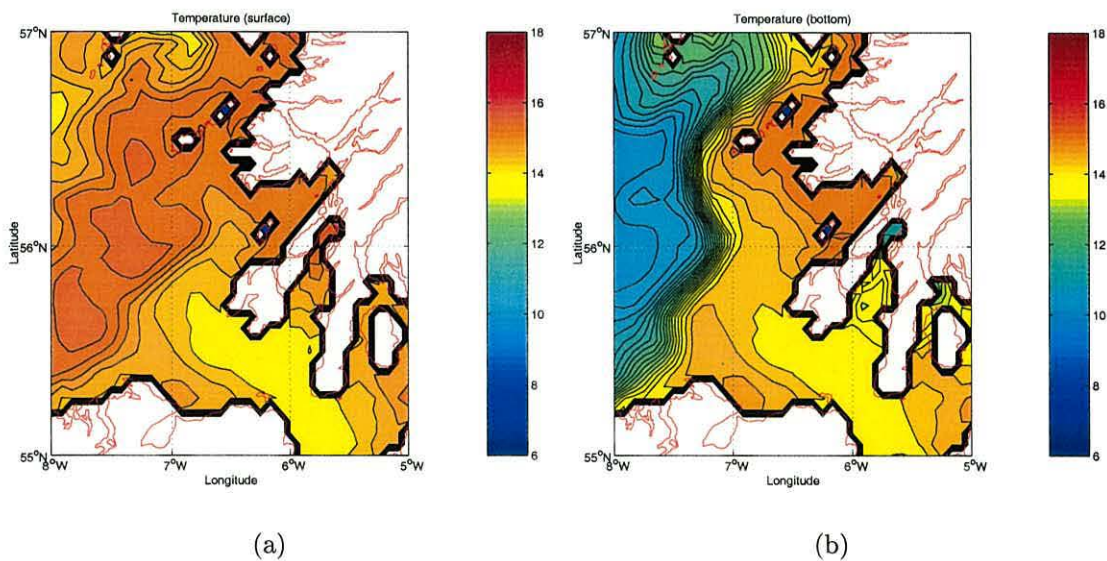 Temperature (surface)
57°N
56°N
55°N
Latitude
8°W 7°W 6°W 5°W
Longitude
18
16
14
12
10
8
6
(a)
Temperature (bottom)
57°N
56°N
55°N
Latitude
8°W 7°W 6°W 5°W
Longitude
18
16
14
12
10
8
6
(b)